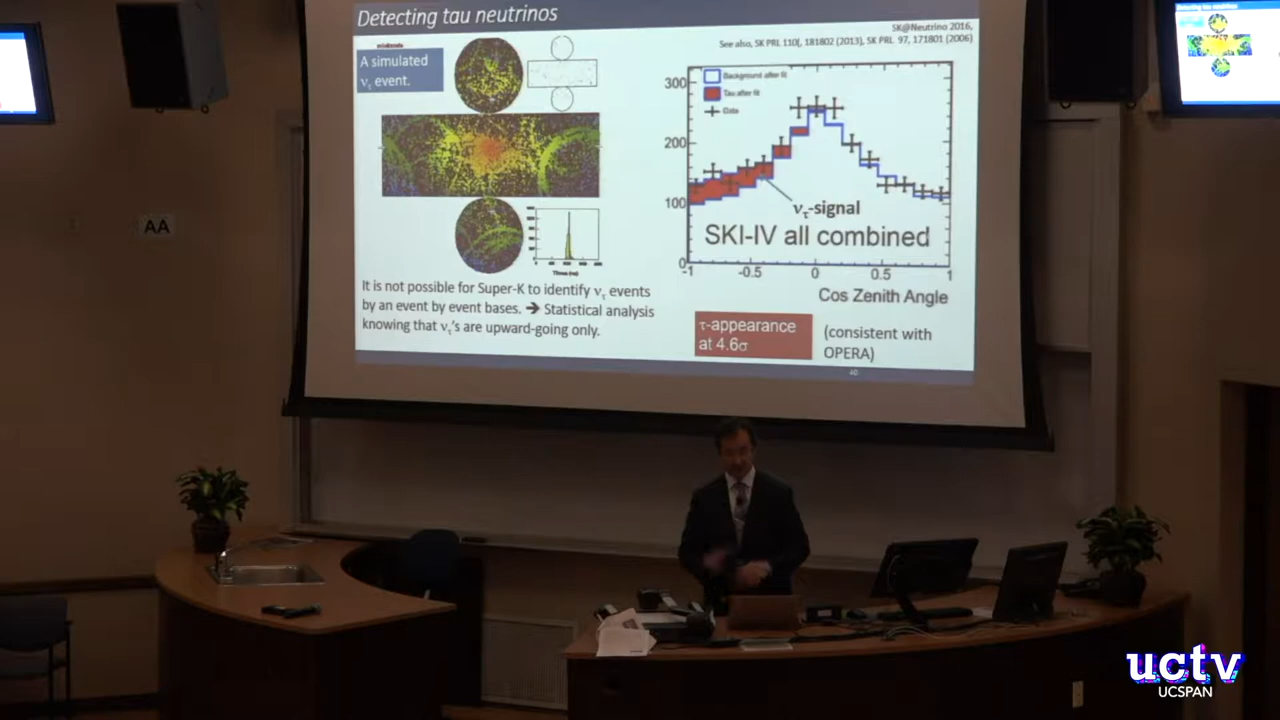 Detecting tau neutrinos
SK@Neutrino 2016,
See also, SK PRL 110(, 181802 (2013), SK PRL 97, 171801 (2006)
A simulated
ντ event.
Times (ns)
It is not possible for Super-K to identify ντ events
by an event by event bases. ➔ Statistical analysis
knowing that ντ's are upward-going only.
Background after fit
Tau after fit
Data
300
200
100
0
ντ-signal
SKI-IV all combined
-1 -0.5 0 0.5 1
Cos Zenith Angle
τ-appearance
at 4.6σ
(consistent with
OPERA)
40
AA
uctv
UCSPAN